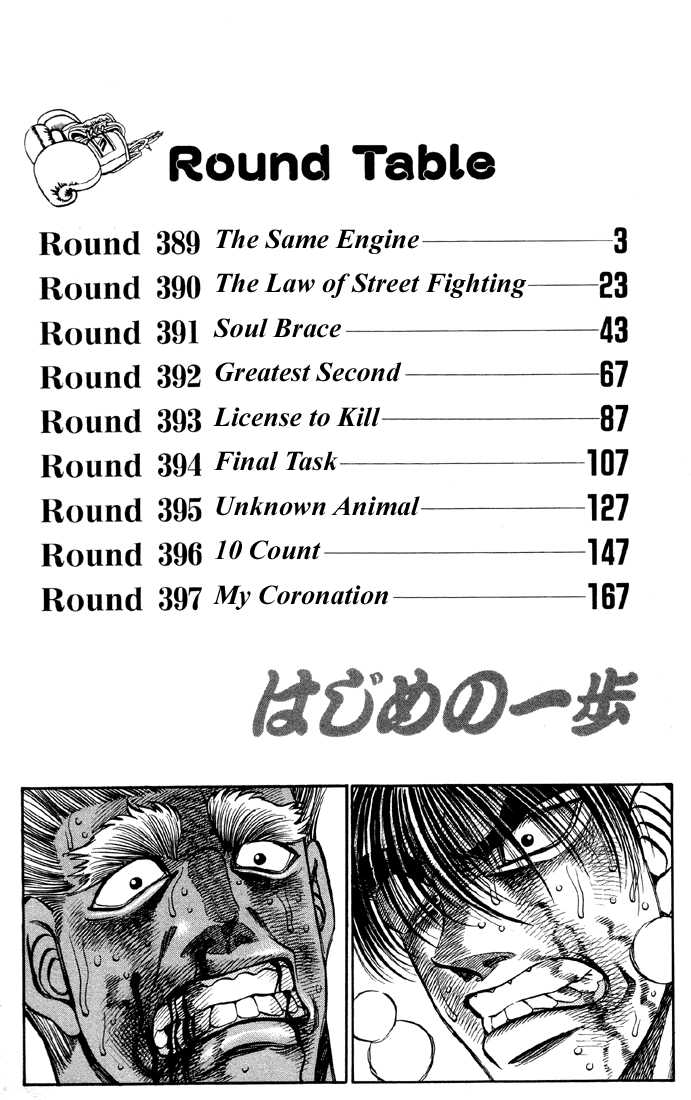 Round Table
Round 389 The Same Engine 3
Round 390 The Law of Street Fighting 23
Round 391 Soul Brace 43
Round 392 Greatest Second 67
Round 393 License to Kill 87
Round 394 Final Task 107
Round 395 Unknown Animal 127
Round 396 10 Count 147
Round 397 My Coronation 167
はじめの一歩